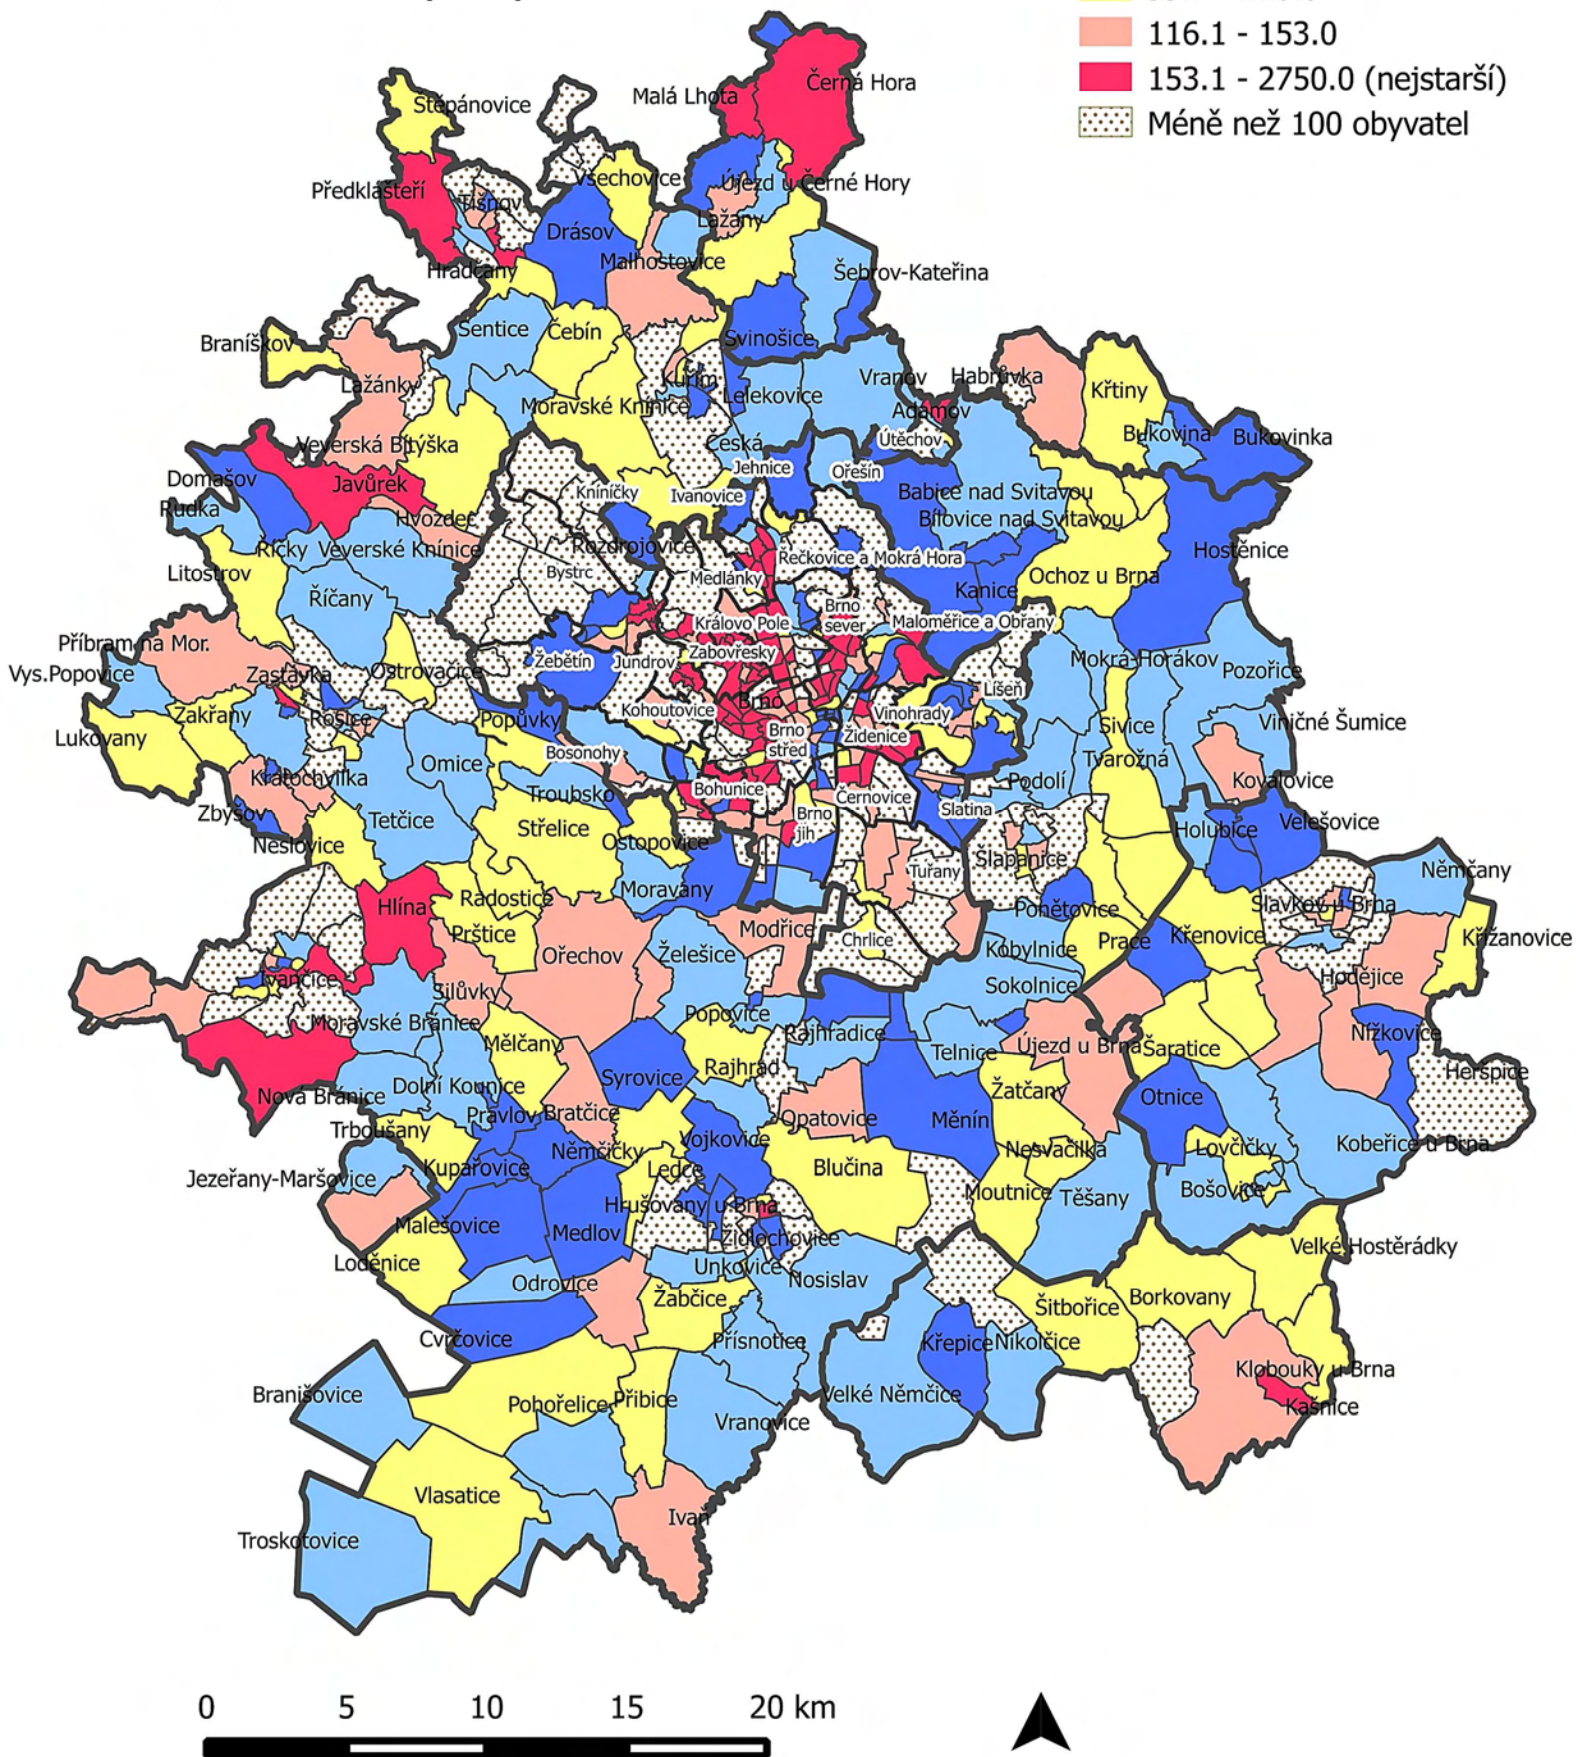 116.1 - 153.0
153.1 - 2750.0 (nejstarší)
Méně než 100 obyvatel
Černá Hora
Malá Lhota
Štěpánovice
Všechovice
Újezd u Černé Hory
Předklášteří
Tišnov
Lažany
Drásov
Malhostovice
Hradčany
Šebrov-Kateřina
Sentice
Čebín
Svinošice
Braníškov
Lažánky
Kuřim
Lelekovice
Vranov
Habrůvka
Křtiny
Moravské Knínice
Adamov
Veverská Bítýška
Česká
Útěchov
Bukovina
Bukovinka
Jehnice
Ořešín
Domašov
Javůrek
Kníničky
Ivanovice
Babice nad Svitavou
Rudka
Hvozdec
Bílovice nad Svitavou
Říčky
Veverské Knínice
Rozdrojovice
Řečkovice a Mokrá Hora
Hostěnice
Litostrov
Bystrc
Medlánky
Ochoz u Brna
Kanice
Říčany
Brno
sever
Královo Pole
Maloměřice a Obřany
Příbram na Mor.
Žabovřesky
Vys.Popovice
Zastávka
Ostrovačice
Žebětín
Jundrov
Mokrá-Horákov
Pozořice
Líšeň
Brno
Zakřany
Rosice
Popůvky
Kohoutovice
Vinohrady
Viničné Šumice
Sivice
Lukovany
Bosonohy
Brno
střed
Židenice
Omice
Tvarožná
Kratochvilka
Troubsko
Bohunice
Černovice
Podolí
Kovalovice
Zbýšov
Tetčice
Střelice
Brno
jih
Slatina
Holubice
Velešovice
Neslovice
Ostopovice
Šlapanice
Tuřany
Němčany
Moravany
Hlína
Radostice
Ponětovice
Slavkov u Brna
Prštice
Modřice
Chrlice
Prace
Křenovice
Křižanovice
Ořechov
Želešice
Kobylnice
Ivančice
Hodějice
Silůvky
Sokolnice
Moravské Bránice
Popovice
Rajhradice
Nížkovice
Mělčany
Telnice
Újezd u Brna
Šaratice
Rajhrad
Syrovice
Heršpice
Dolní Kounice
Žatčany
Nová Bránice
Otnice
Pravlov
Bratčice
Opatovice
Měnín
Trboušany
Vojkovice
Kobeřice u Brna
Němčičky
Nesvačilka
Lovčičky
Kupařovice
Ledce
Blučina
Jezeřany-Maršovice
Moutnice
Těšany
Bošovice
Hrušovany u Brna
Malešovice
Medlov
Židlochovice
Velké Hostěrádky
Loděnice
Unkovice
Nosislav
Odrovice
Žabčice
Šitbořice
Borkovany
Cvrčovice
Přísnotice
Křepice
Nikolčice
Klobouky u Brna
Branišovice
Pohořelice
Přibice
Velké Němčice
Vranovice
Kašnice
Vlasatice
Ivaň
Troskotovice
0 5 10 15 20 km